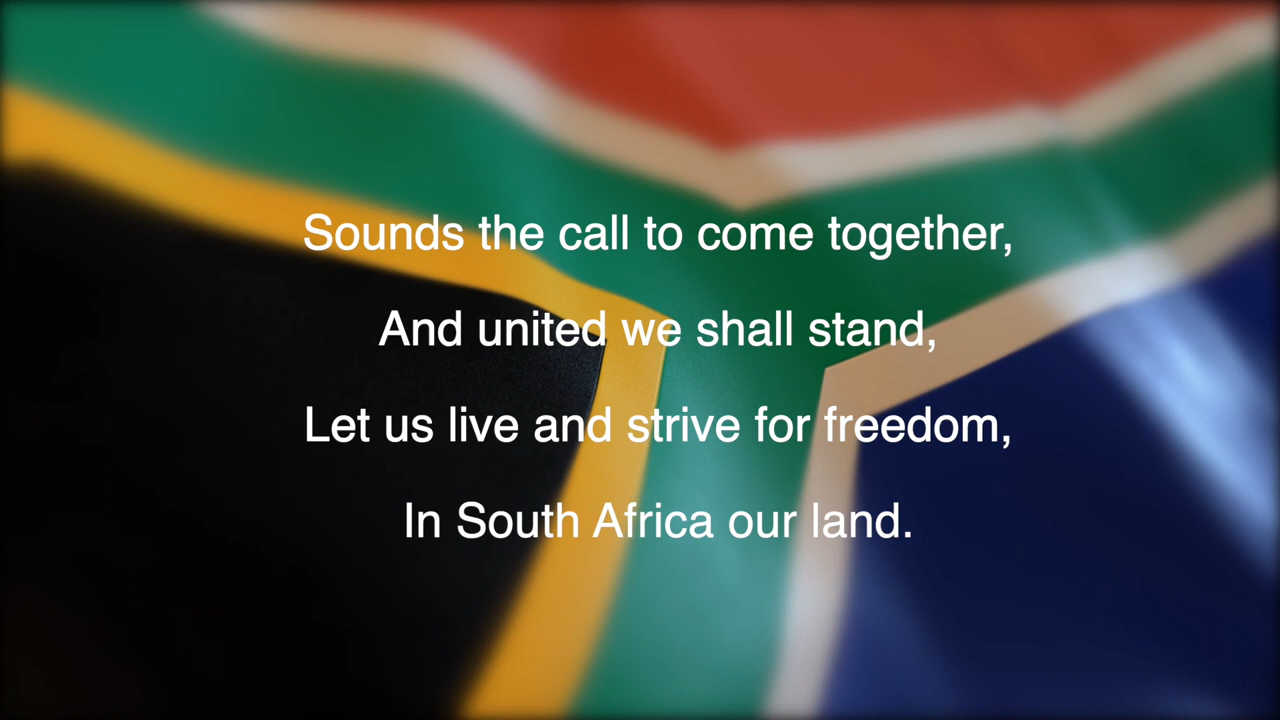 Sounds the call to come together,
And united we shall stand,
Let us live and strive for freedom,
In South Africa our land.